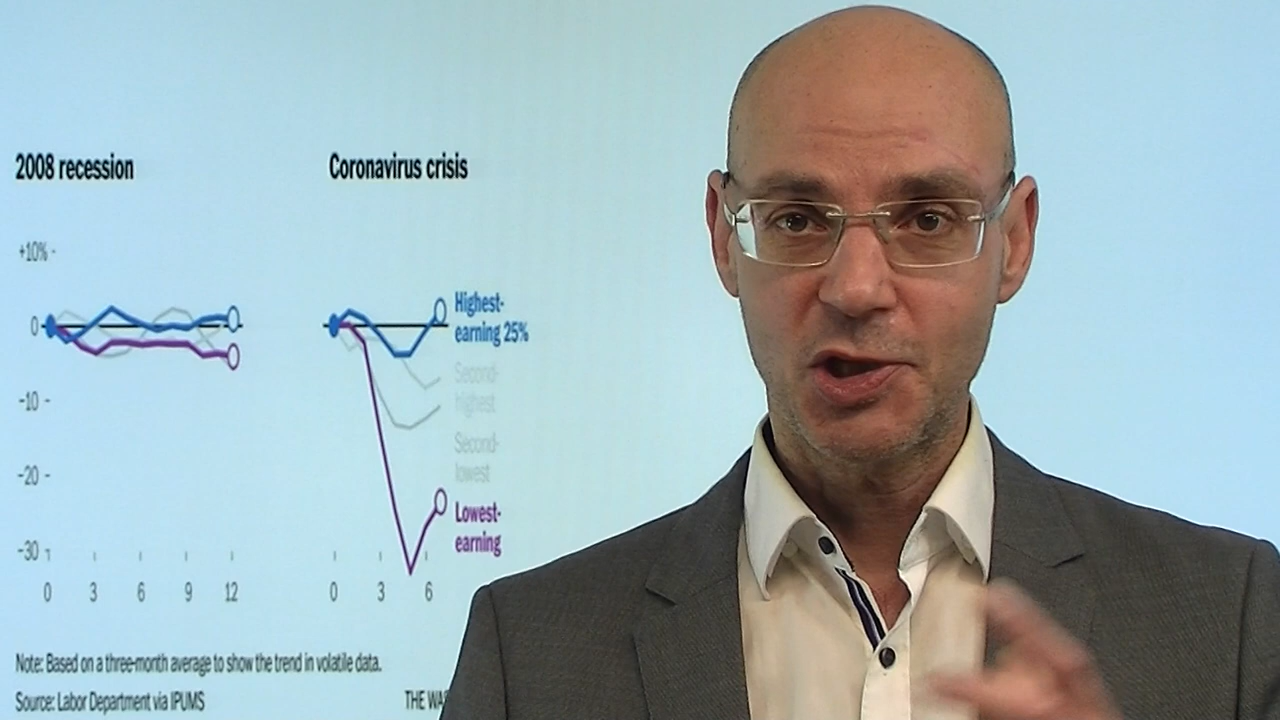 2008 recession
Coronavirus crisis
+10%
0
-10
-20
-30
0 3 6 9 12
0 3 6
Highest-
earning 25%
Second-
highest
Second-
lowest
Lowest-
earning
Note: Based on a three-month average to show the trend in volatile data.
Source: Labor Department via IPUMS
THE WA